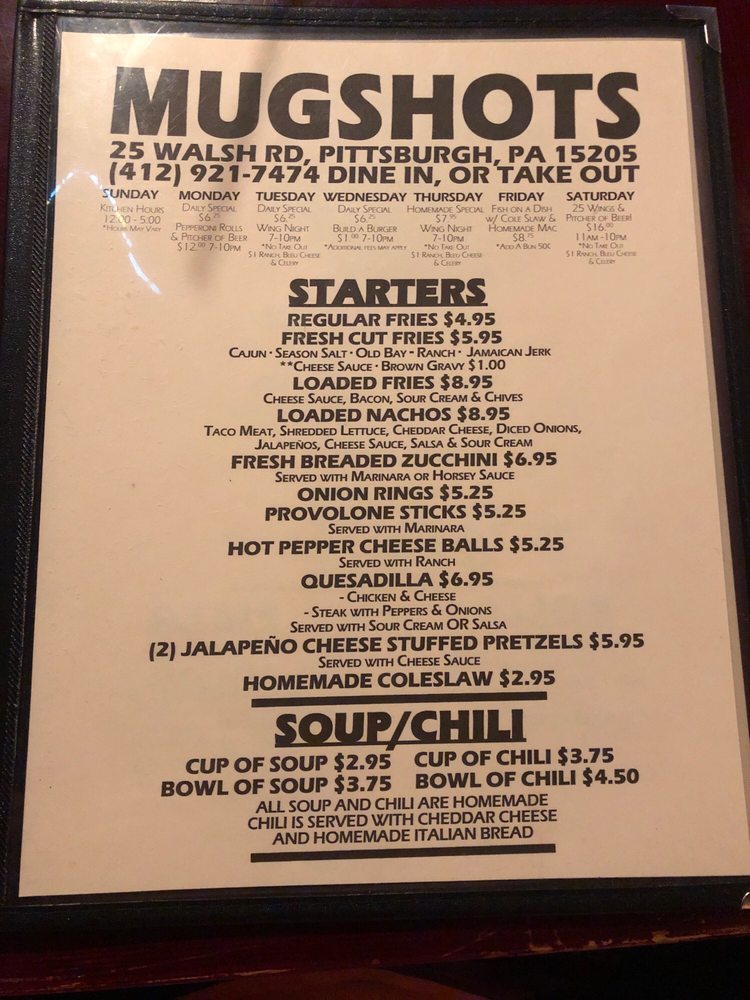 MUGSHOTS
25 WALSH RD, PITTSBURGH, PA 15205
(412) 921-7474 DINE IN, OR TAKE OUT
SUNDAY
KITCHEN HOURS
12:00 - 5:00
*HOURS MAY VARY
MONDAY
DAILY SPECIAL
$6.25
PEPPERONI ROLLS
& PITCHER OF BEER
$12.00 7-10PM
TUESDAY
DAILY SPECIAL
$6.25
WING NIGHT
7-10PM
*NO TAKE OUT
$1 RANCH, BLEU CHEESE
& CELERY
WEDNESDAY
DAILY SPECIAL
$6.25
BUILD A BURGER
$1.00 7-10PM
*ADDITIONAL FEES MAY APPLY
THURSDAY
HOMEMADE SPECIAL
$7.95
WING NIGHT
7-10PM
*NO TAKE OUT
$1 RANCH, BLEU CHEESE
& CELERY
FRIDAY
FISH ON A DISH
W/ COLE SLAW &
HOMEMADE MAC
$8.75
*ADD A BUN 50¢
SATURDAY
25 WINGS &
PITCHER OF BEER!
$16.00
11AM -10PM
*NO TAKE OUT
$1 RANCH, BLEU CHEESE
& CELERY
STARTERS
REGULAR FRIES $4.95
FRESH CUT FRIES $5.95
CAJUN · SEASON SALT · OLD BAY - RANCH · JAMAICAN JERK
**CHEESE SAUCE · BROWN GRAVY $1.00
LOADED FRIES $8.95
CHEESE SAUCE, BACON, SOUR CREAM & CHIVES
LOADED NACHOS $8.95
TACO MEAT, SHREDDED LETTUCE, CHEDDAR CHEESE, DICED ONIONS,
JALAPEÑOS, CHEESE SAUCE, SALSA & SOUR CREAM
FRESH BREADED ZUCCHINI $6.95
SERVED WITH MARINARA OR HORSEY SAUCE
ONION RINGS $5.25
PROVOLONE STICKS $5.25
SERVED WITH MARINARA
HOT PEPPER CHEESE BALLS $5.25
SERVED WITH RANCH
QUESADILLA $6.95
- CHICKEN & CHEESE
- STEAK WITH PEPPERS & ONIONS
SERVED WITH SOUR CREAM OR SALSA
(2) JALAPEÑO CHEESE STUFFED PRETZELS $5.95
SERVED WITH CHEESE SAUCE
HOMEMADE COLESLAW $2.95
SOUP/CHILI
CUP OF SOUP $2.95 CUP OF CHILI $3.75
BOWL OF SOUP $3.75 BOWL OF CHILI $4.50
ALL SOUP AND CHILI ARE HOMEMADE
CHILI IS SERVED WITH CHEDDAR CHEESE
AND HOMEMADE ITALIAN BREAD